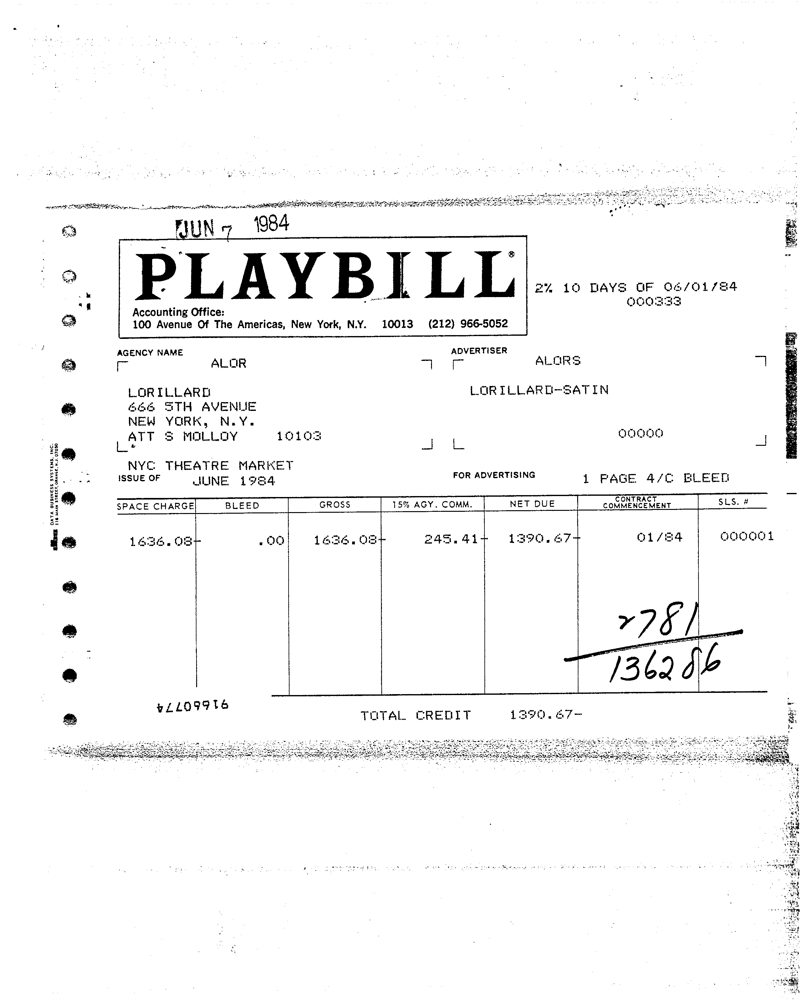 JUN 7 1984
PLAYBILL®
2% 10 DAYS OF 06/01/84
000333
Accounting Office:
100 Avenue Of The Americas, New York, N.Y. 10013 (212) 966-5052
AGENCY NAME
ALOR
ADVERTISER
ALORS
LORILLARD
666 5TH AVENUE
NEW YORK, N.Y.
ATT S MOLLOY 10103
LORILLARD-SATIN
00000
NYC THEATRE MARKET
ISSUE OF JUNE 1984
FOR ADVERTISING 1 PAGE 4/C BLEED
DATA BUSINESS SYSTEMS, INC.
SPACE CHARGE BLEED GROSS 15% AGY. COMM. NET DUE CONTRACT COMMENCEMENT SLS. #
1636.08- .00 1636.08- 245.41- 1390.67- 01/84 000001
2781
136286
91660774
TOTAL CREDIT 1390.67-